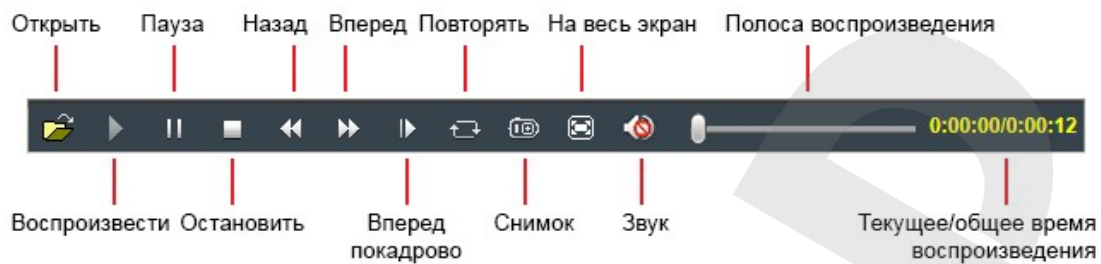 Открыть Пауза Назад Вперед Повторять На весь экран Полоса воспроизведения
0:00:00/0:00:12
Воспроизвести Остановить Вперед покадрово Снимок Звук Текущее/общее время воспроизведения